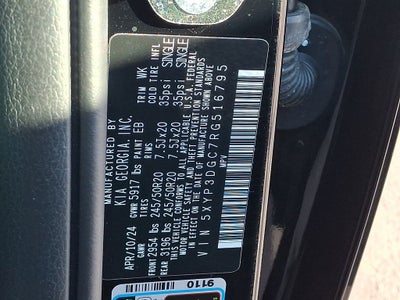 MANUFACTURED BY
KIA GEORGIA, INC.
APR/10/24 GVWR 5917 lbs PAINT EB TRIM WK
GAWR TIRES RIMS COLD TIRE INFL
FRONT 2954 lbs 245/50R20 7.5Jx20 35psi SINGLE
REAR 3196 lbs 245/50R20 7.5Jx20 35psi SINGLE
THIS VEHICLE CONFORMS TO ALL APPLICABLE U.S.A. FEDERAL
MOTOR VEHICLE SAFETY STANDARDS
IN EFFECT ON THE DATE OF MANUFACTURE SHOWN ABOVE
VIN 5XYP3DGC7RG516795
MPV
9110